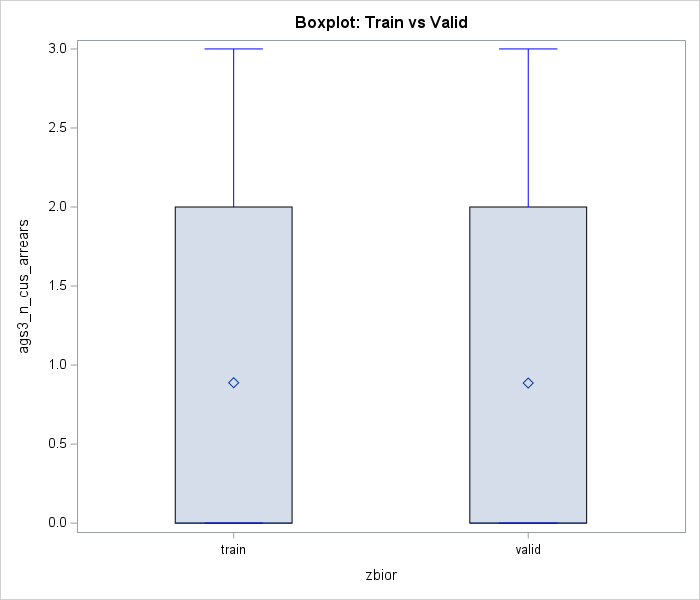 Boxplot: Train vs Valid
3.0
2.5
2.0
1.5
1.0
0.5
0.0
ags3_n_cus_arrears
train
valid
zbior